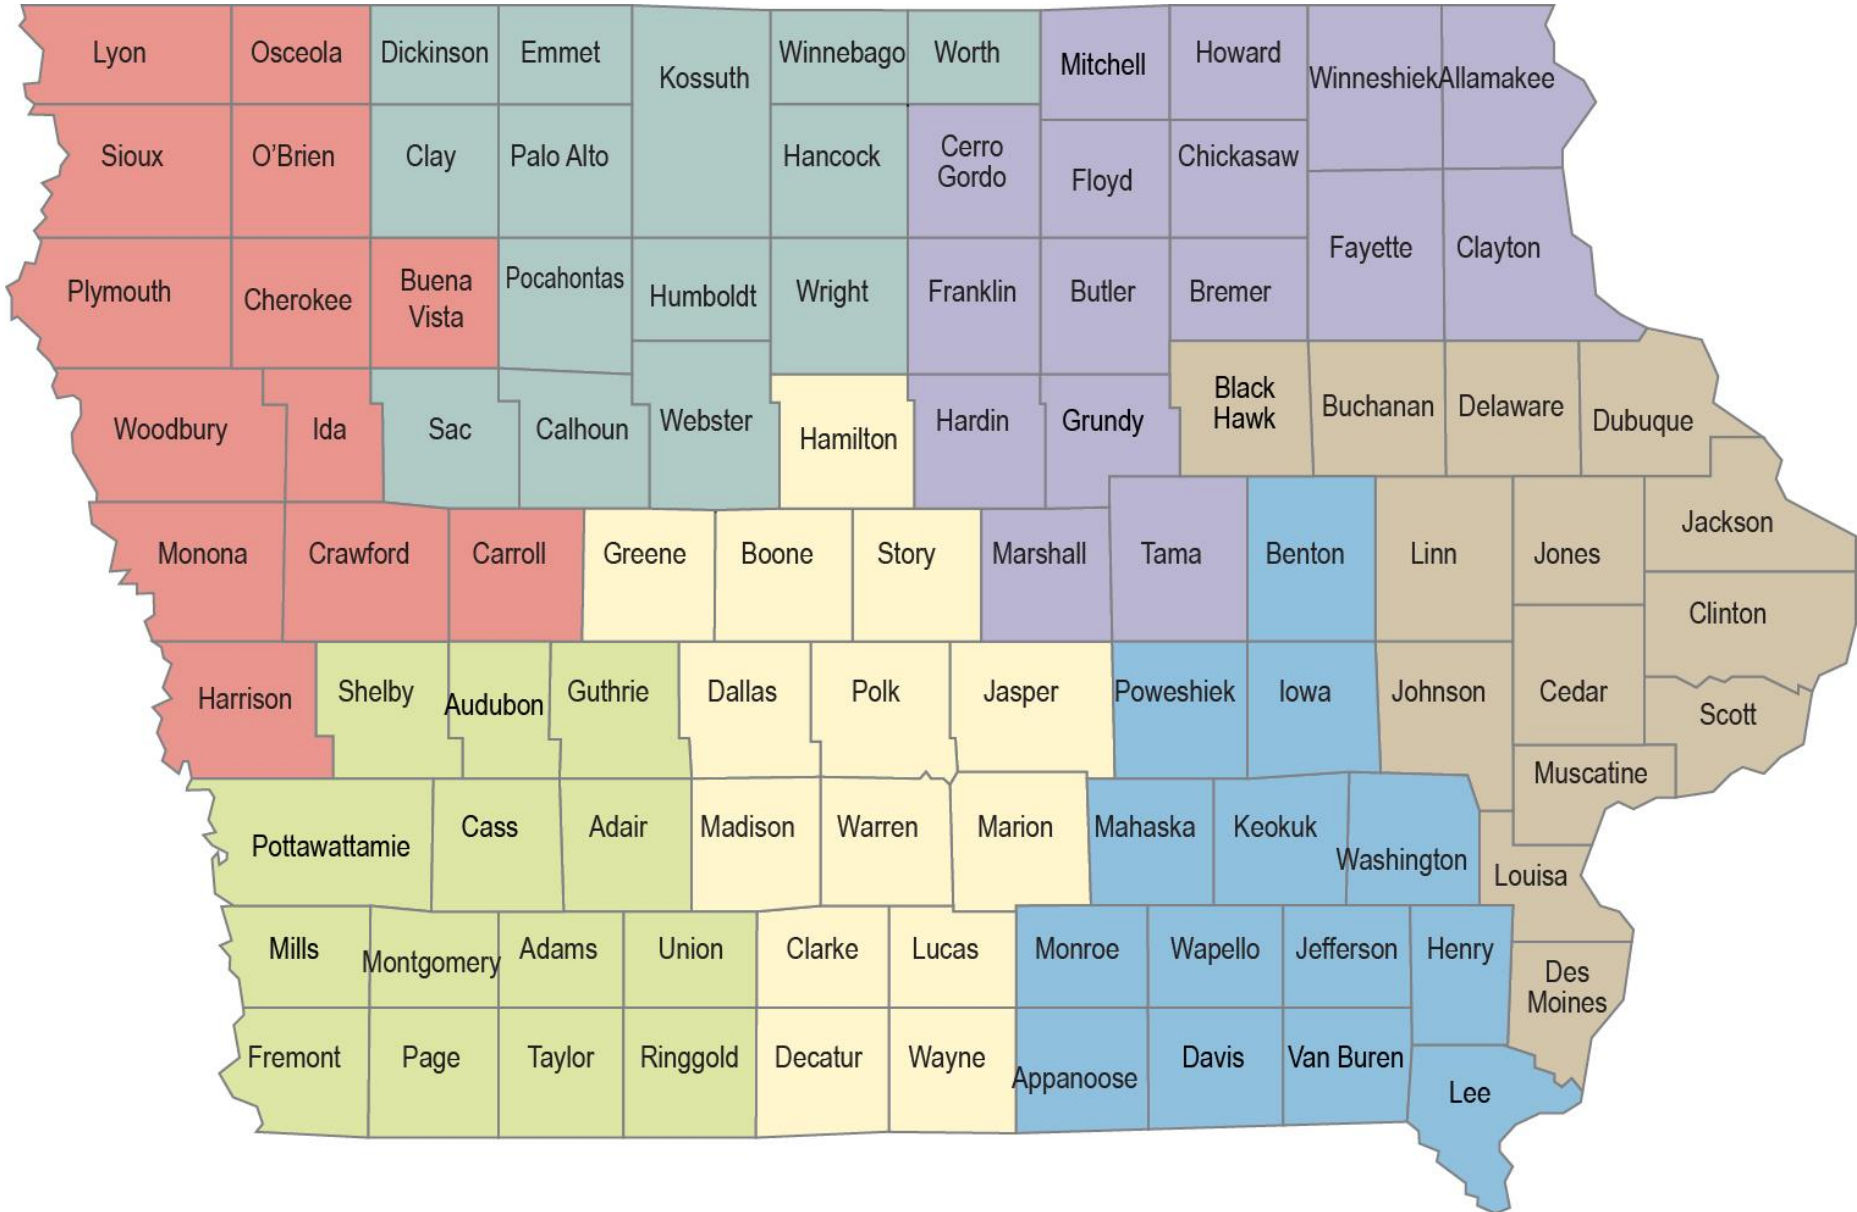 Lyon
Osceola
Dickinson
Emmet
Kossuth
Winnebago
Worth
Mitchell
Howard
Winneshiek
Allamakee
Sioux
O'Brien
Clay
Palo Alto
Hancock
Cerro
Gordo
Floyd
Chickasaw
Fayette
Clayton
Plymouth
Cherokee
Buena
Vista
Pocahontas
Humboldt
Wright
Franklin
Butler
Bremer
Woodbury
Ida
Sac
Calhoun
Webster
Hamilton
Hardin
Grundy
Black
Hawk
Buchanan
Delaware
Dubuque
Monona
Crawford
Carroll
Greene
Boone
Story
Marshall
Tama
Benton
Linn
Jones
Jackson
Clinton
Harrison
Shelby
Audubon
Guthrie
Dallas
Polk
Jasper
Poweshiek
Iowa
Johnson
Cedar
Scott
Muscatine
Pottawattamie
Cass
Adair
Madison
Warren
Marion
Mahaska
Keokuk
Washington
Louisa
Mills
Montgomery
Adams
Union
Clarke
Lucas
Monroe
Wapello
Jefferson
Henry
Des
Moines
Fremont
Page
Taylor
Ringgold
Decatur
Wayne
Appanoose
Davis
Van Buren
Lee